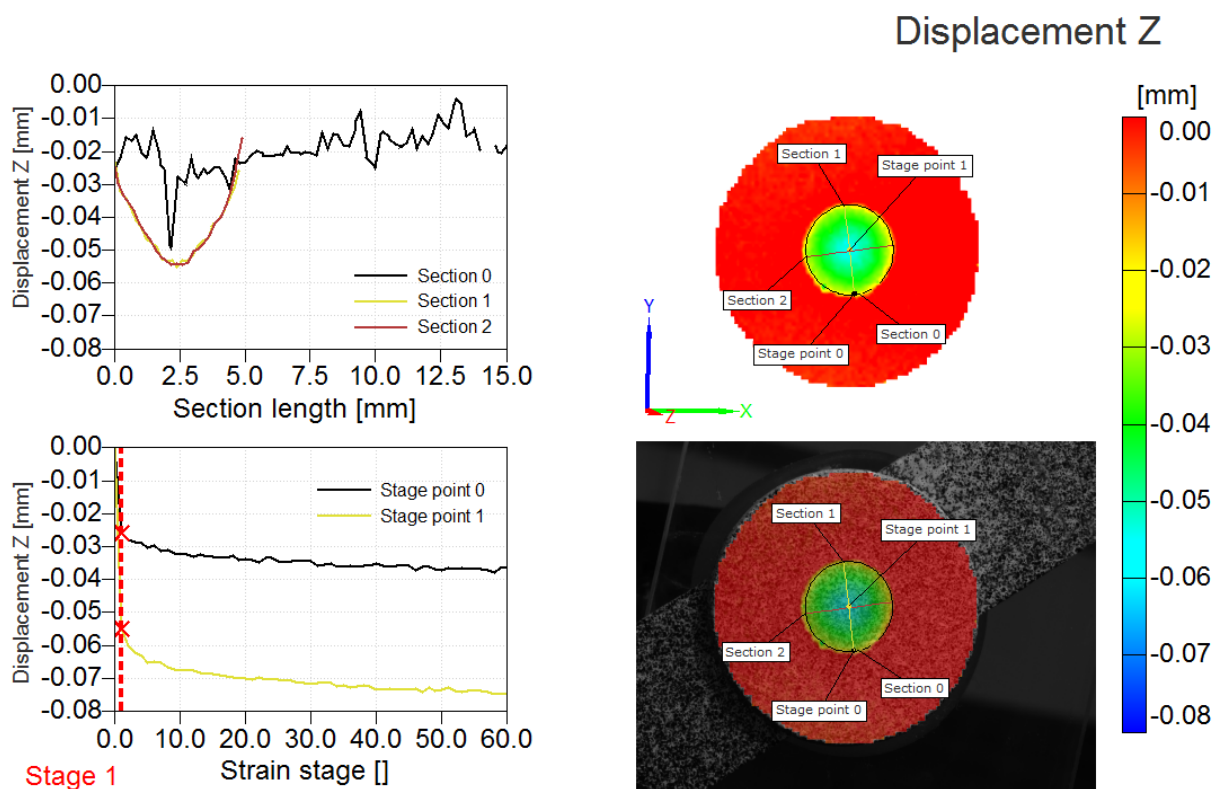 Displacement Z
Displacement Z [mm]
0.00
-0.01
-0.02
-0.03
-0.04
-0.05
-0.06
-0.07
-0.08
Section 0
Section 1
Section 2
0.0 2.5 5.0 7.5 10.0 12.5 15.0
Section length [mm]
Section 1
Stage point 1
Section 2
Section 0
Stage point 0
Y
X
Z
[mm]
0.00
-0.01
-0.02
-0.03
-0.04
-0.05
-0.06
-0.07
-0.08
Displacement Z [mm]
0.00
-0.01
-0.02
-0.03
-0.04
-0.05
-0.06
-0.07
-0.08
Stage point 0
Stage point 1
0.0 10.0 20.0 30.0 40.0 50.0 60.0
Stage 1
Strain stage []
Section 1
Stage point 1
Section 2
Section 0
Stage point 0